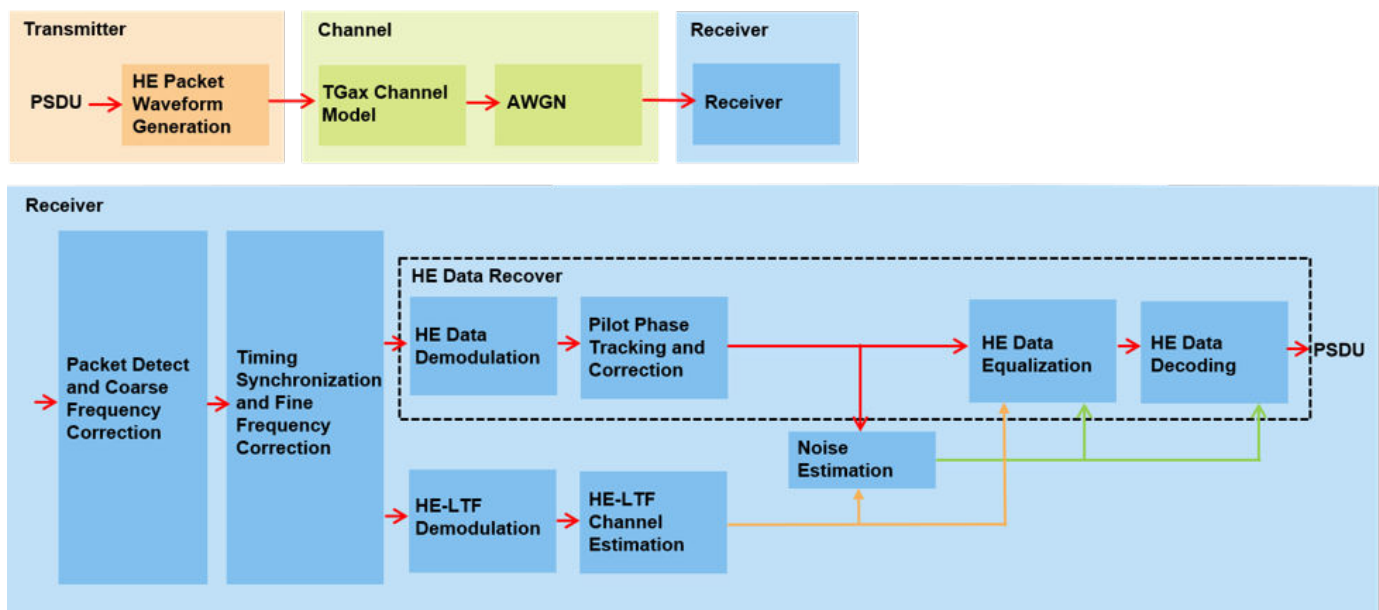 Transmitter
PSDU
HE Packet
Waveform
Generation
Channel
TGax Channel
Model
AWGN
Receiver
Receiver
Receiver
Packet Detect
and Coarse
Frequency
Correction
Timing
Synchronization
and Fine
Frequency
Correction
HE Data Recover
HE Data
Demodulation
Pilot Phase
Tracking and
Correction
HE Data
Equalization
HE Data
Decoding
PSDU
Noise
Estimation
HE-LTF
Demodulation
HE-LTF
Channel
Estimation